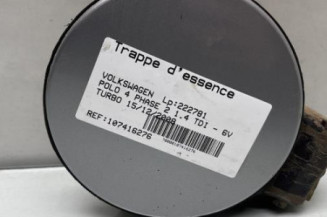 Trappe d'essence
VOLKSWAGEN Lp:222781
POLO 4 PHASE 2 1.4 TDI - 6V
TURBO 15/12/2008
REF:107416276